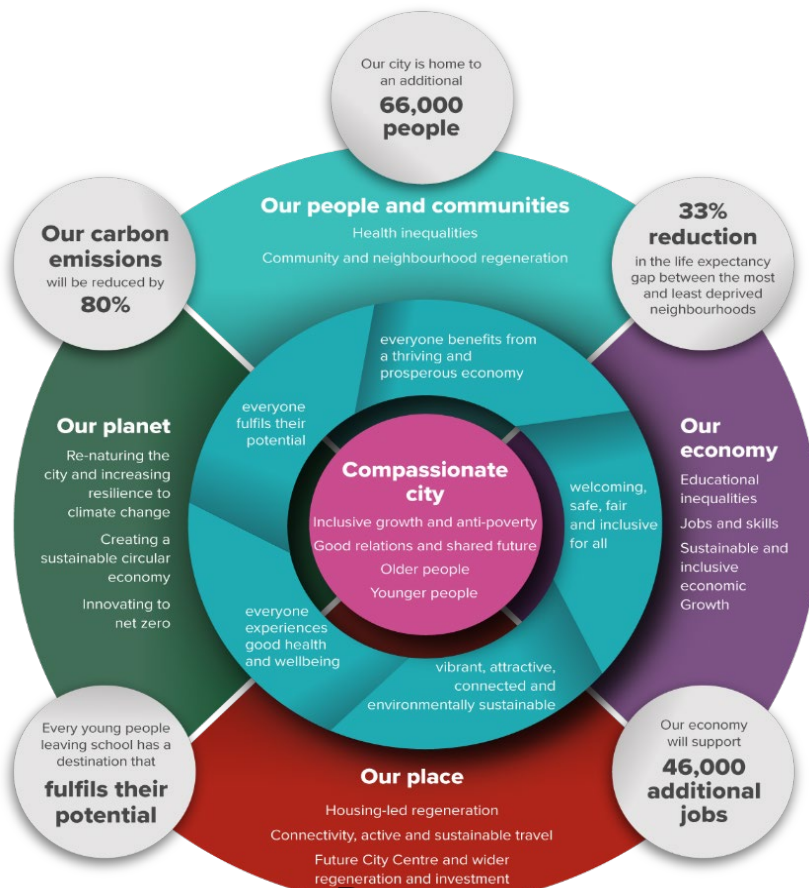 Our city is home to
an additional
66,000
people
Our carbon
emissions
will be reduced by
80%
Our people and communities
Health inequalities
Community and neighbourhood regeneration
33%
reduction
in the life expectancy
gap between the most
and least deprived
neighbourhoods
everyone benefits from
a thriving and
prosperous economy
everyone
fulfils their
potential
Our planet
Re-naturing the
city and increasing
resilience to
climate change
Creating a
sustainable circular
economy
Innovating to
net zero
Compassionate
city
Inclusive growth and anti-poverty
Good relations and shared future
Older people
Younger people
welcoming,
safe, fair
and inclusive
for all
Our
economy
Educational
inequalities
Jobs and skills
Sustainable and
inclusive
economic
Growth
everyone
experiences
good health
and wellbeing
vibrant, attractive,
connected and
environmentally sustainable
Every young people
leaving school has a
destination that
fulfils their
potential
Our place
Housing-led regeneration
Connectivity, active and sustainable travel
Future City Centre and wider
regeneration and investment
Our economy
will support
46,000
additional
jobs